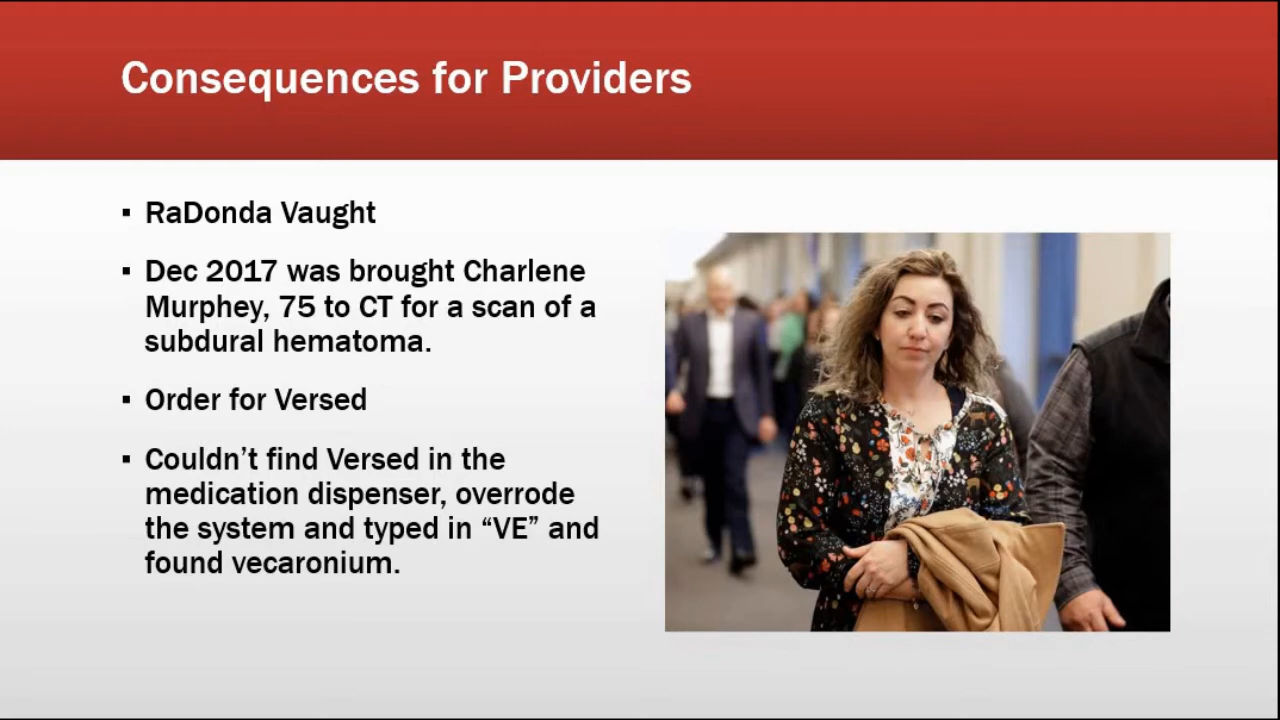 Consequences for Providers
▪ RaDonda Vaught
▪ Dec 2017 was brought Charlene
Murphey, 75 to CT for a scan of a
subdural hematoma.
▪ Order for Versed
▪ Couldn’t find Versed in the
medication dispenser, overrode
the system and typed in “VE” and
found vecaronium.